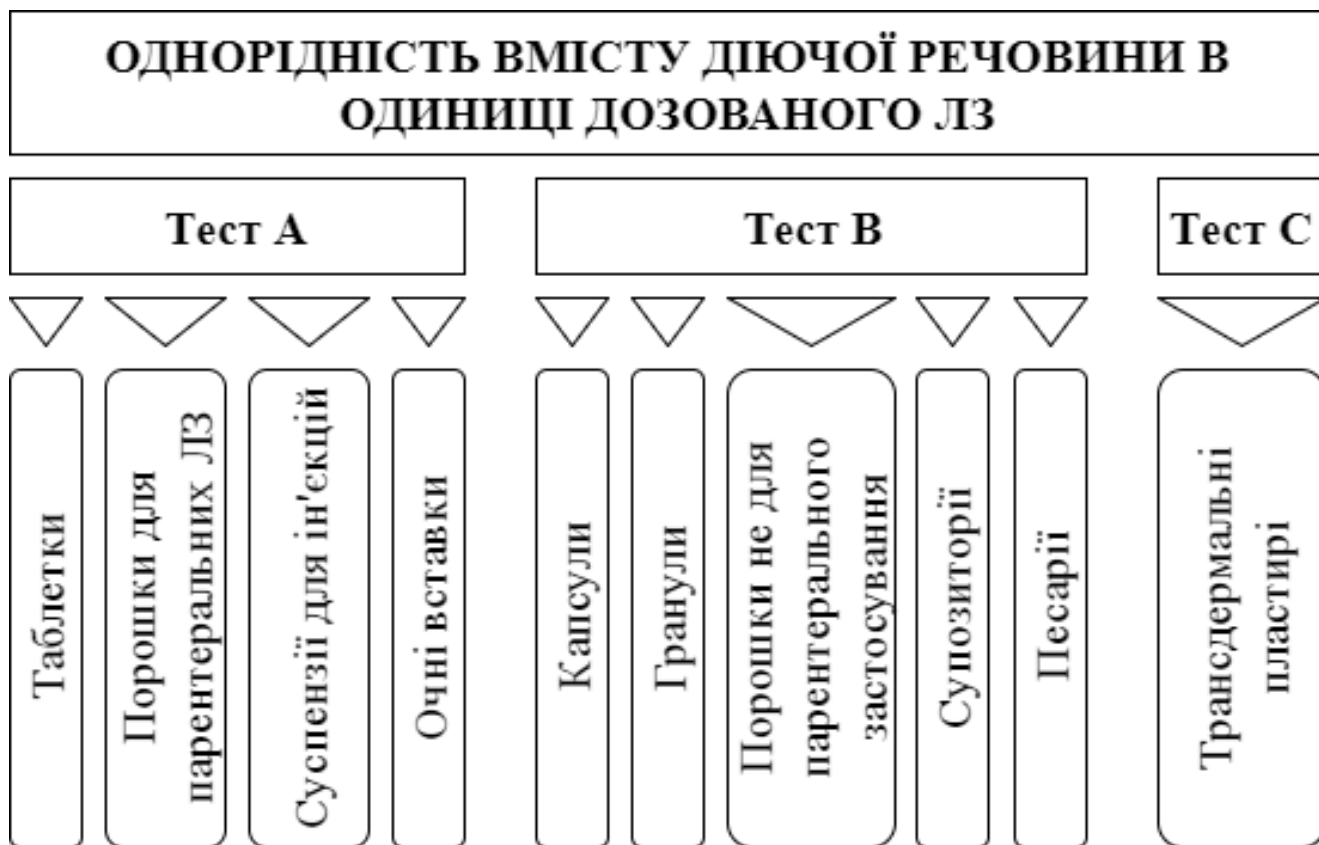 ОДНОРІДНІСТЬ ВМІСТУ ДІЮЧОЇ РЕЧОВИНИ В
ОДИНИЦІ ДОЗОВАНОГО ЛЗ
Тест А
Тест В
Тест С
Таблетки
Порошки для
парентеральних ЛЗ
Суспензії для ін'єкцій
Очні вставки
Капсули
Гранули
Порошки не для
парентерального
застосування
Супозиторії
Песарії
Трансдермальні
пластирі